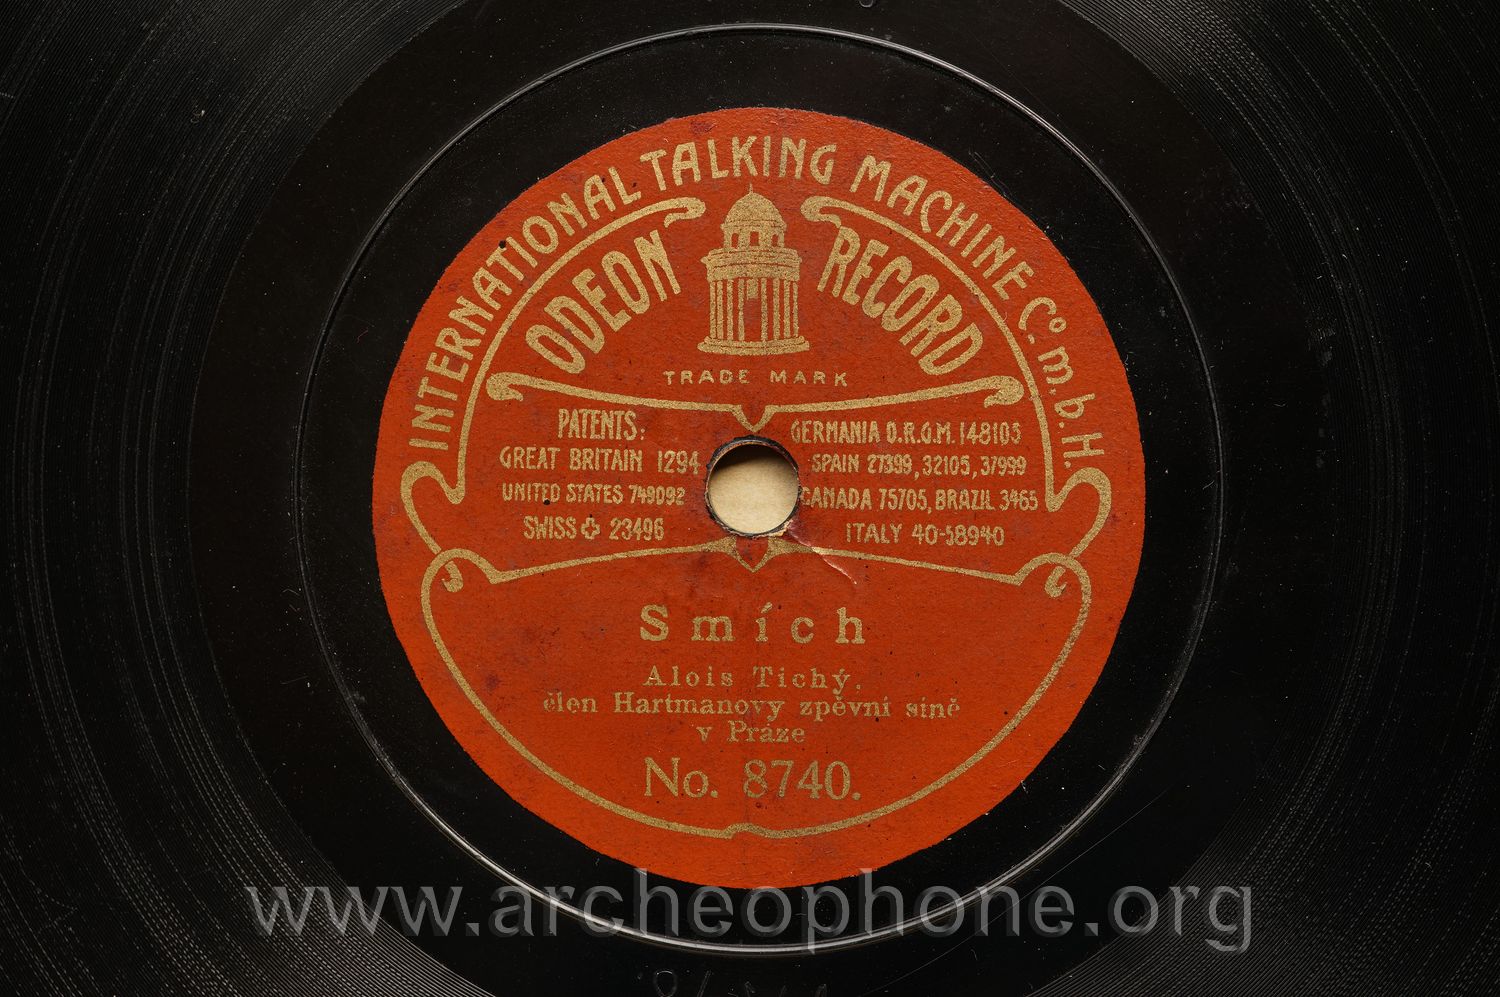 INTERNATIONAL TALKING MACHINE Co. m.b.H.
ODEON RECORD
TRADE MARK
PATENTS:
GREAT BRITAIN 1294
UNITED STATES 749092
SWISS 23496
GERMANIA D.R.G.M. 148103
SPAIN 27399, 32105, 37999
CANADA 75705, BRAZIL 3465
ITALY 40-58940
Smích
Alois Tichý,
člen Hartmanovy zpěvní síně
v Praze
No. 8740.
www.archeophone.org